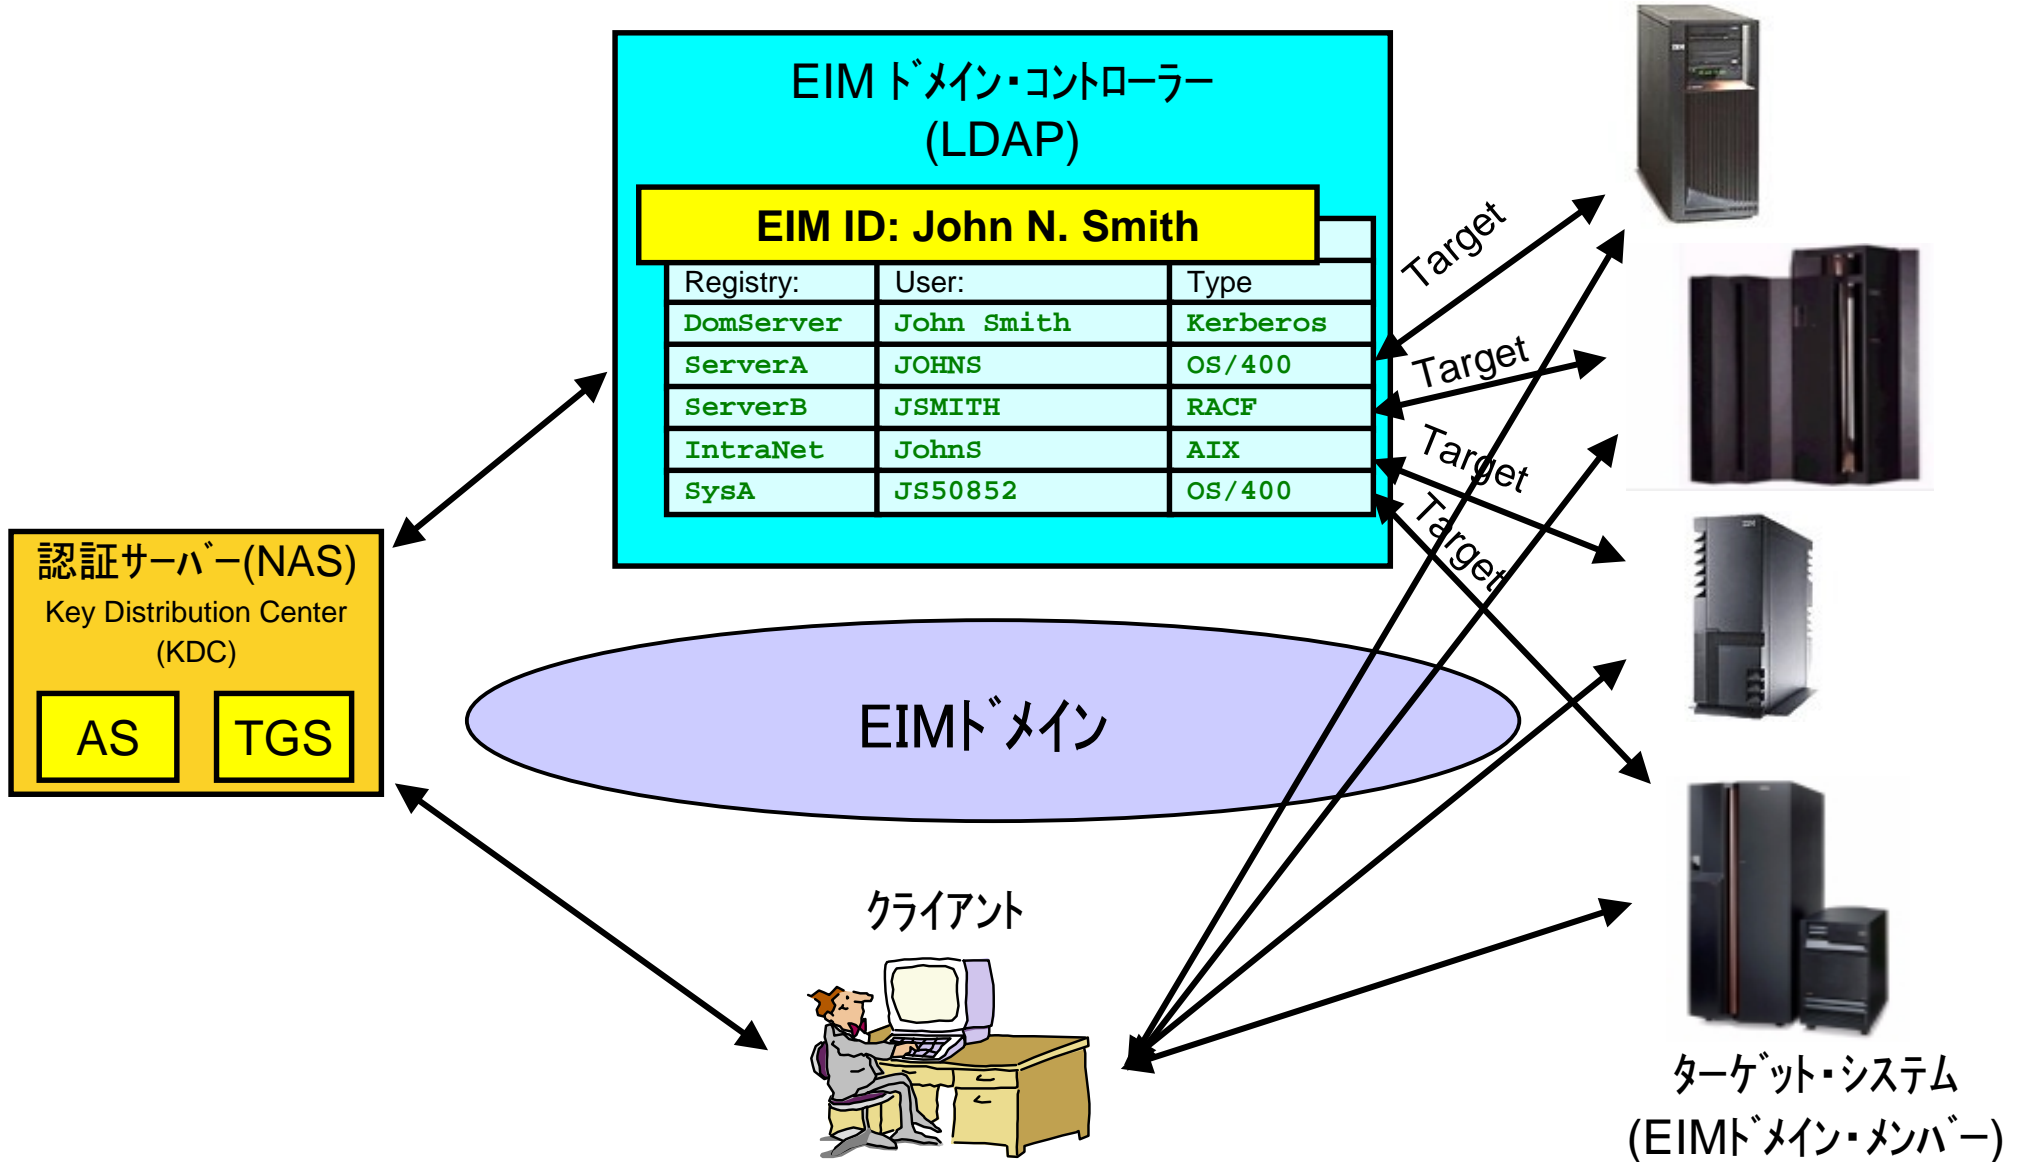 EIM ﾄﾞﾒｲﾝ･ｺﾝﾄﾛｰﾗｰ
(LDAP)
EIM ID: John N. Smith
Registry: User: Type
DomServer John Smith Kerberos
ServerA JOHNS OS/400
ServerB JSMITH RACF
IntraNet JohnS AIX
SysA JS50852 OS/400
Target
Target
Target
Target
認証ｻｰﾊﾞｰ(NAS)
Key Distribution Center
(KDC)
AS TGS
EIMﾄﾞﾒｲﾝ
ｸﾗｲｱﾝﾄ
ﾀｰｹﾞｯﾄ･ｼｽﾃﾑ
(EIMﾄﾞﾒｲﾝ･ﾒﾝﾊﾞｰ)